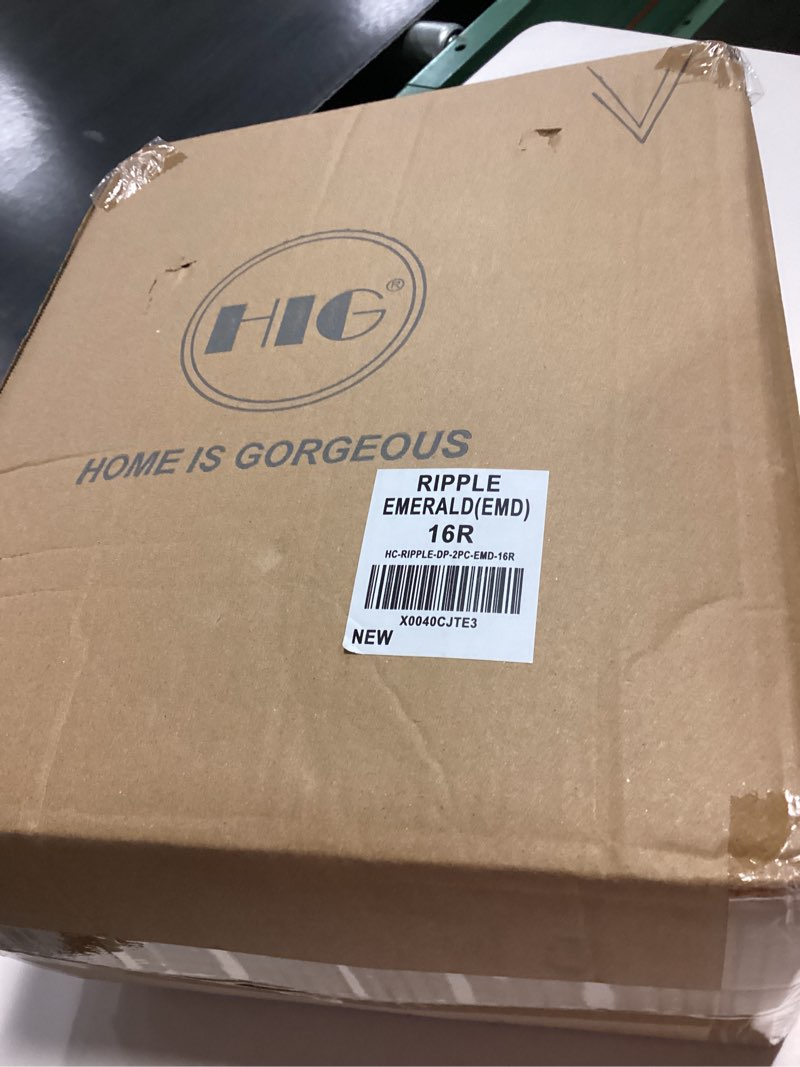 HIG®
HOME IS GORGEOUS
RIPPLE
EMERALD(EMD)
16R
HC-RIPPLE-DP-2PC-EMD-16R
X0040CJTE3
NEW